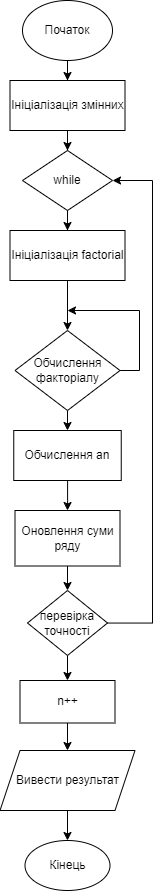 Початок
Ініціалізація змінних
while
Ініціалізація factorial
Обчислення
факторіалу
Обчислення an
Оновлення суми
ряду
перевірка
точності
n++
Вивести результат
Кінець